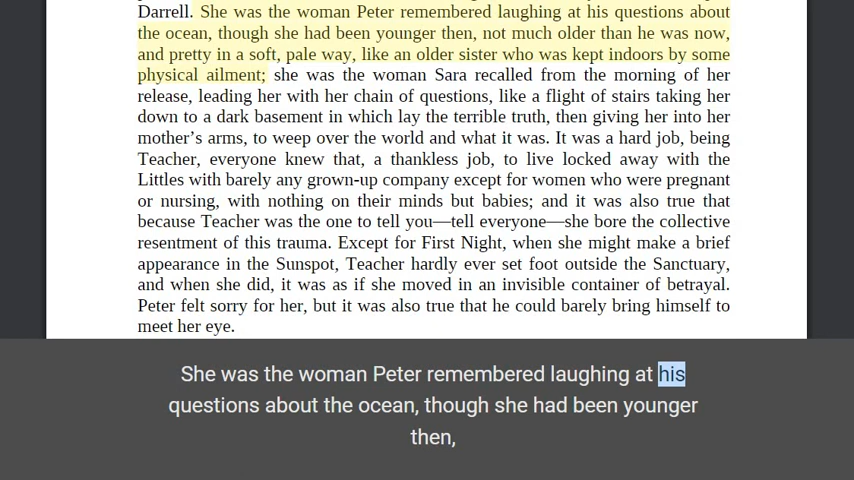 Darrell. She was the woman Peter remembered laughing at his questions about
the ocean, though she had been younger then, not much older than he was now,
and pretty in a soft, pale way, like an older sister who was kept indoors by some
physical ailment; she was the woman Sara recalled from the morning of her
release, leading her with her chain of questions, like a flight of stairs taking her
down to a dark basement in which lay the terrible truth, then giving her into her
mother’s arms, to weep over the world and what it was. It was a hard job, being
Teacher, everyone knew that, a thankless job, to live locked away with the
Littles with barely any grown-up company except for women who were pregnant
or nursing, with nothing on their minds but babies; and it was also true that
because Teacher was the one to tell you—tell everyone—she bore the collective
resentment of this trauma. Except for First Night, when she might make a brief
appearance in the Sunspot, Teacher hardly ever set foot outside the Sanctuary,
and when she did, it was as if she moved in an invisible container of betrayal.
Peter felt sorry for her, but it was also true that he could barely bring himself to
meet her eye.
She was the woman Peter remembered laughing at his
questions about the ocean, though she had been younger
then,